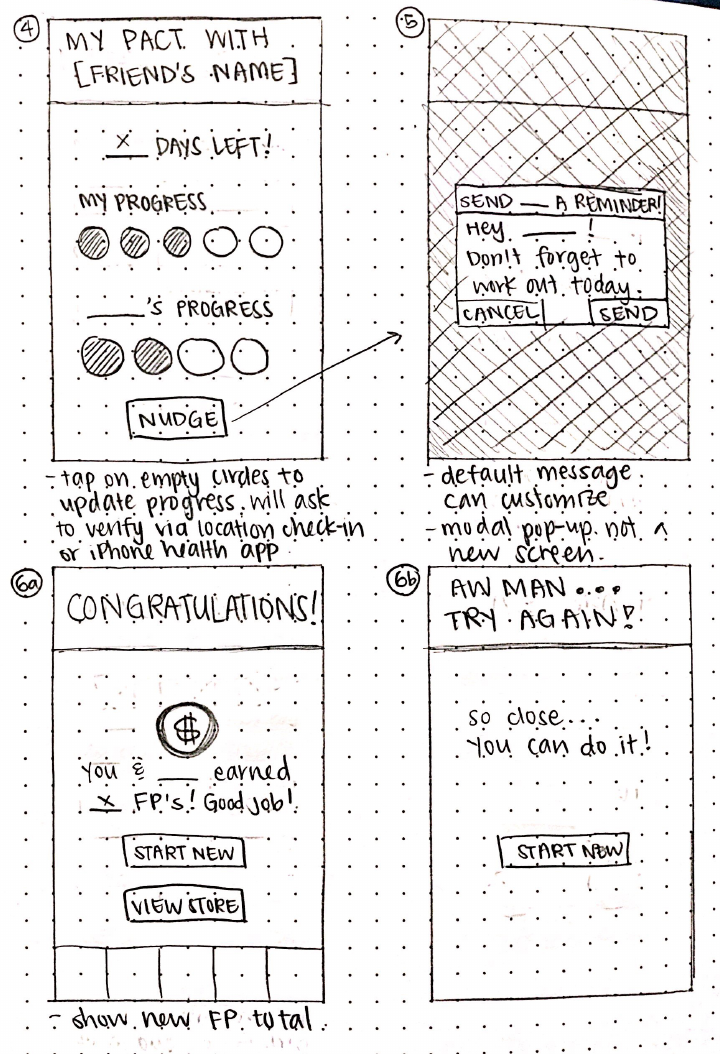 4
MY PACT WITH
[FRIEND'S NAME]
X DAYS LEFT!
MY PROGRESS
___'S PROGRESS
NUDGE
- tap on empty circles to
update progress. will ask
to verify via location check-in
or iPhone health app
5
SEND ___ A REMINDER!
Hey ___ !
Don't forget to
work out today.
CANCEL
SEND
- default message
can customize
- modal pop-up. not ^
new screen.
6a
CONGRATULATIONS!
$
You & ___ earned
X FP's! Good job!
START NEW
VIEW STORE
- show new FP total
6b
AW MAN....
TRY AGAIN!
so close...
You can do it!
START NEW